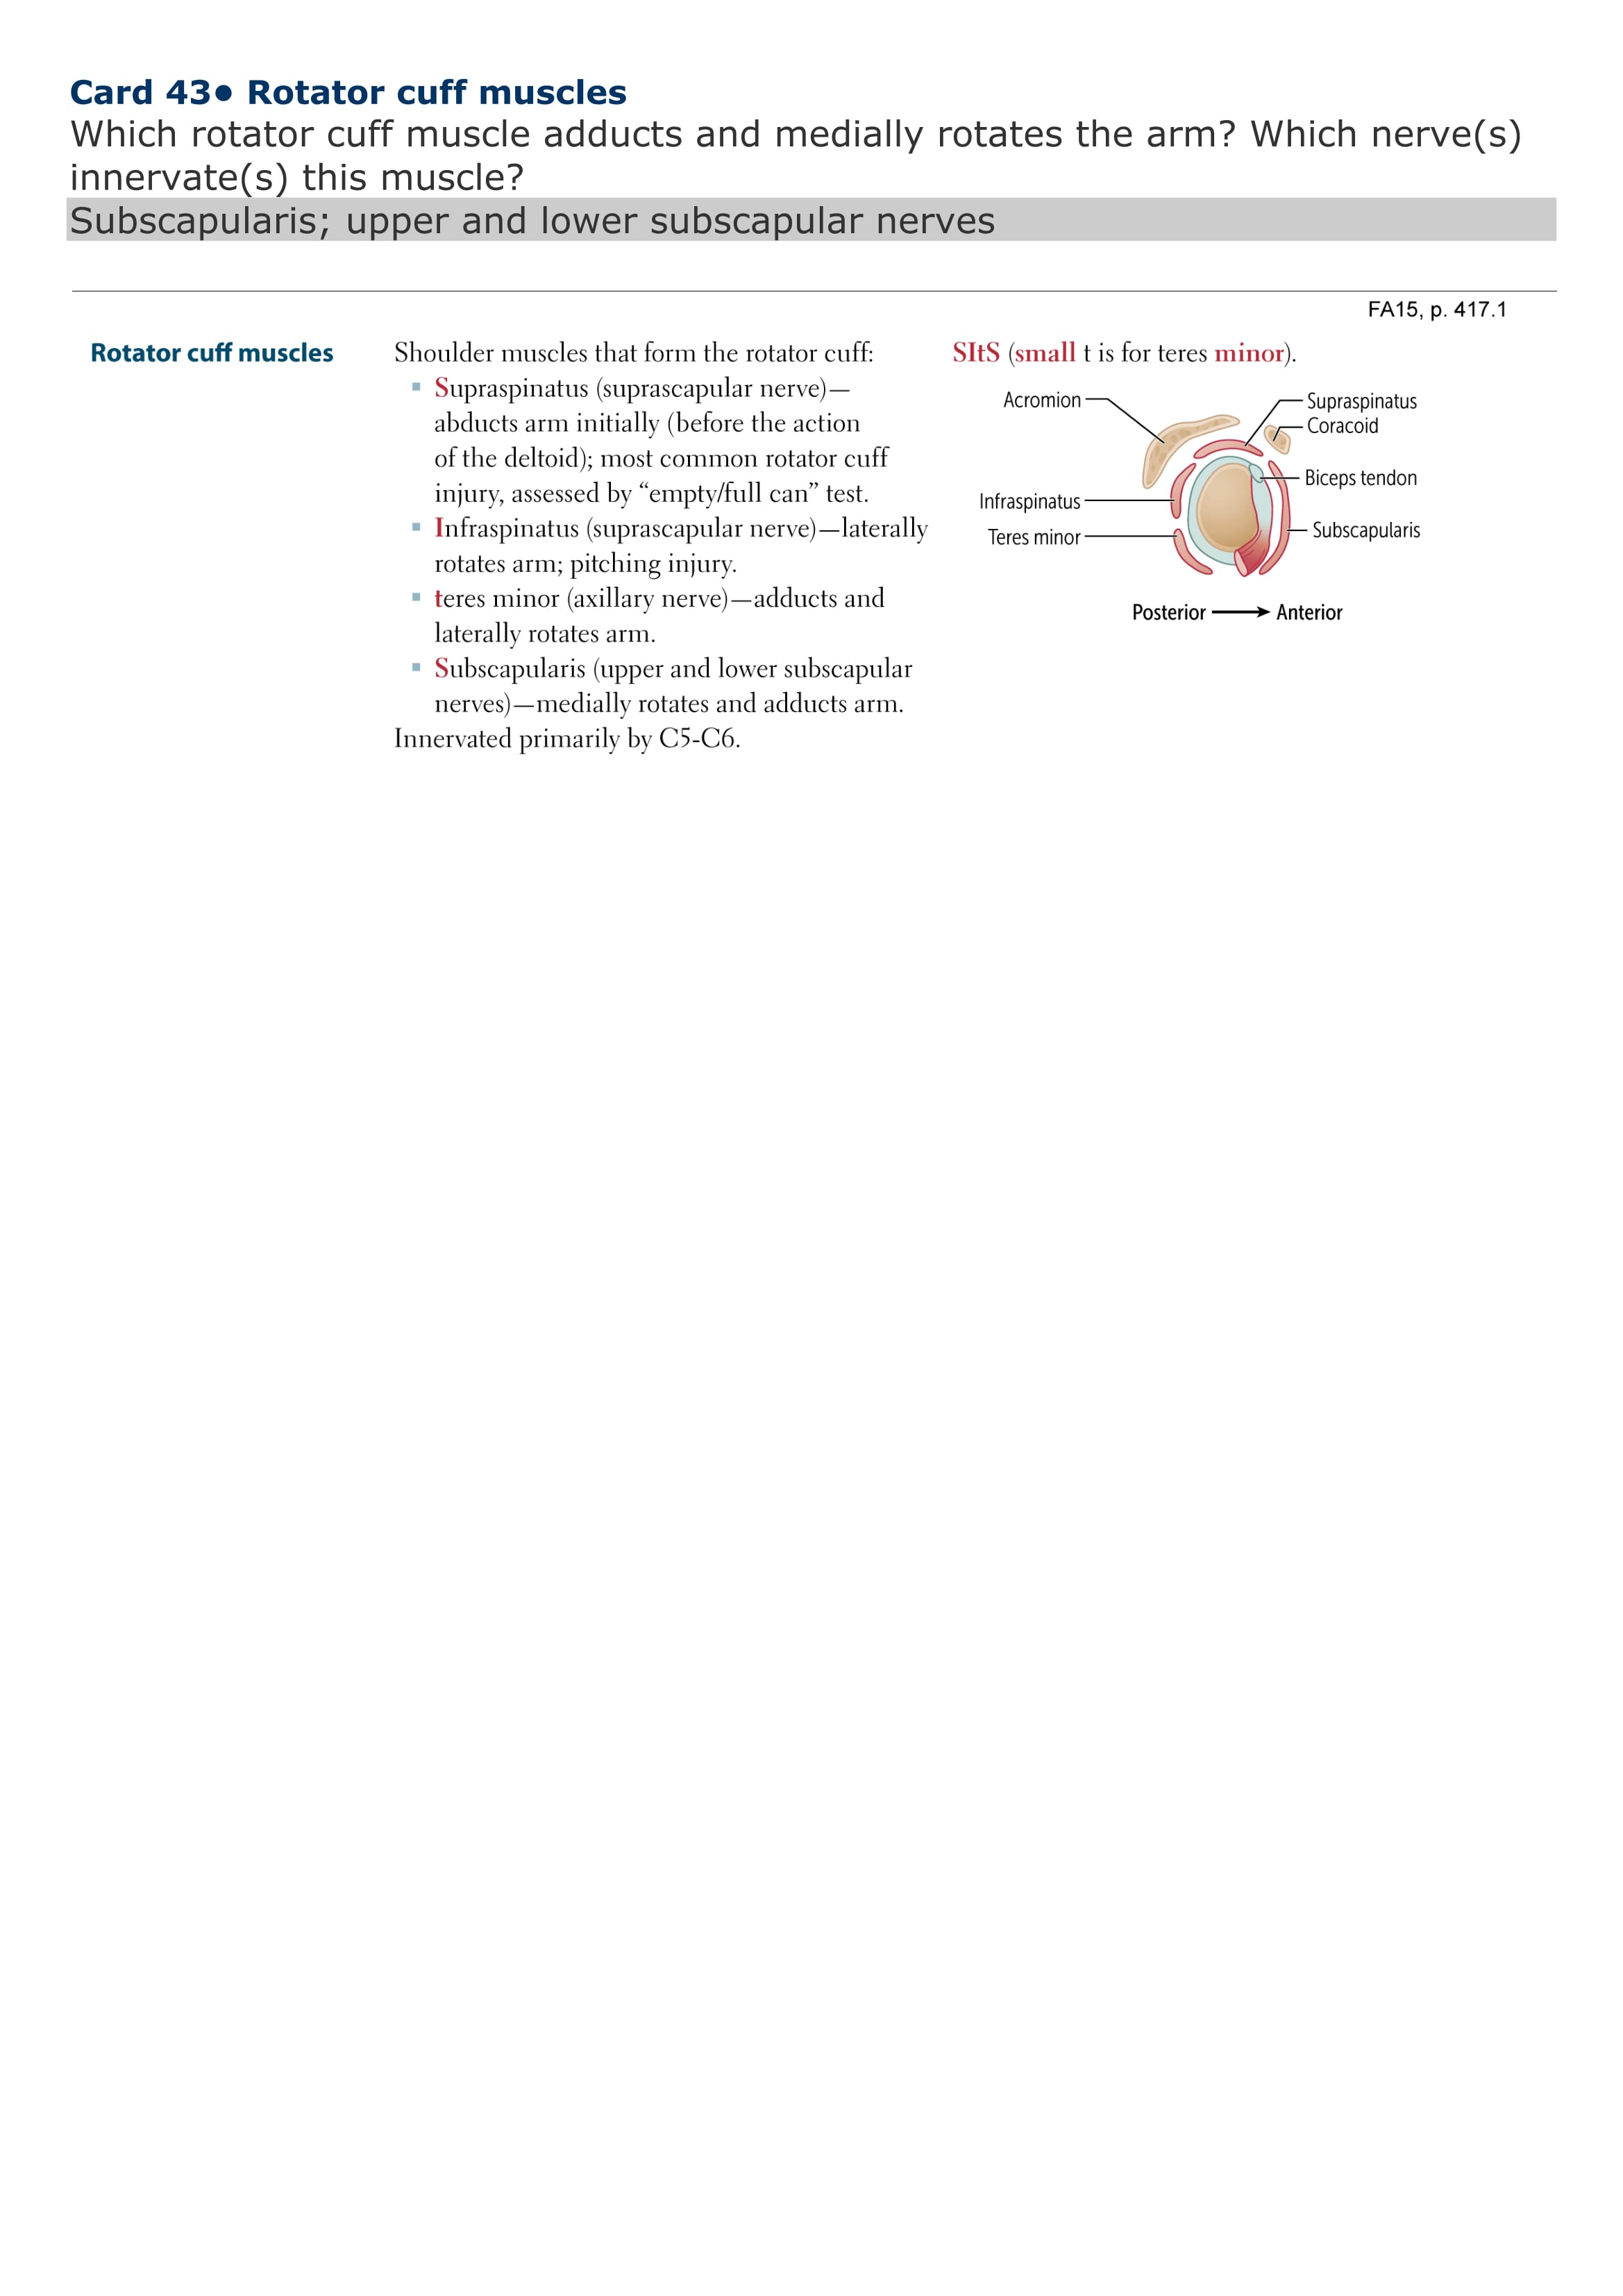 Card 43● Rotator cuff muscles
Which rotator cuff muscle adducts and medially rotates the arm? Which nerve(s)
innervate(s) this muscle?
Subscapularis; upper and lower subscapular nerves
FA15, p. 417.1
Rotator cuff muscles
Shoulder muscles that form the rotator cuff:
▪ Supraspinatus (suprascapular nerve)—
abducts arm initially (before the action
of the deltoid); most common rotator cuff
injury, assessed by “empty/full can” test.
▪ Infraspinatus (suprascapular nerve)—laterally
rotates arm; pitching injury.
▪ teres minor (axillary nerve)—adducts and
laterally rotates arm.
▪ Subscapularis (upper and lower subscapular
nerves)—medially rotates and adducts arm.
Innervated primarily by C5-C6.
SItS (small t is for teres minor).
Acromion
Supraspinatus
Coracoid
Biceps tendon
Infraspinatus
Subscapularis
Teres minor
Posterior → Anterior